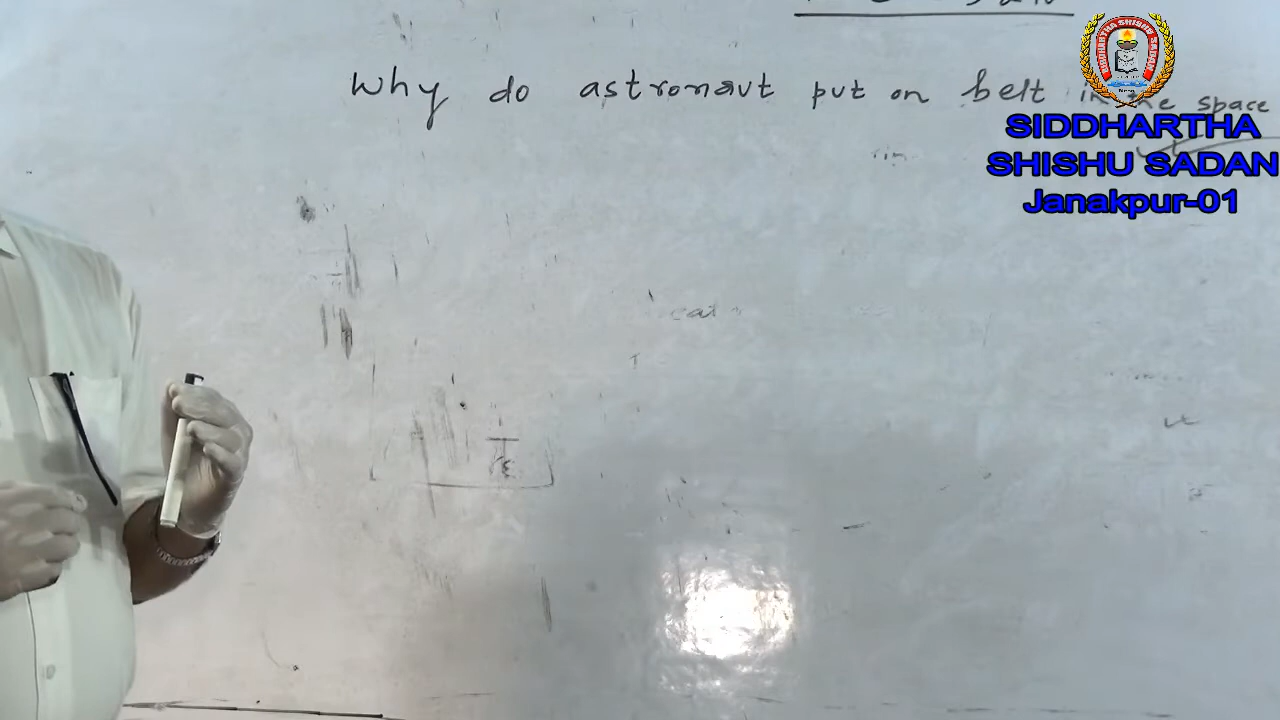 Why do astronaut put on belt in the space
SIDDHARTHA
SHISHU SADAN
Janakpur-01